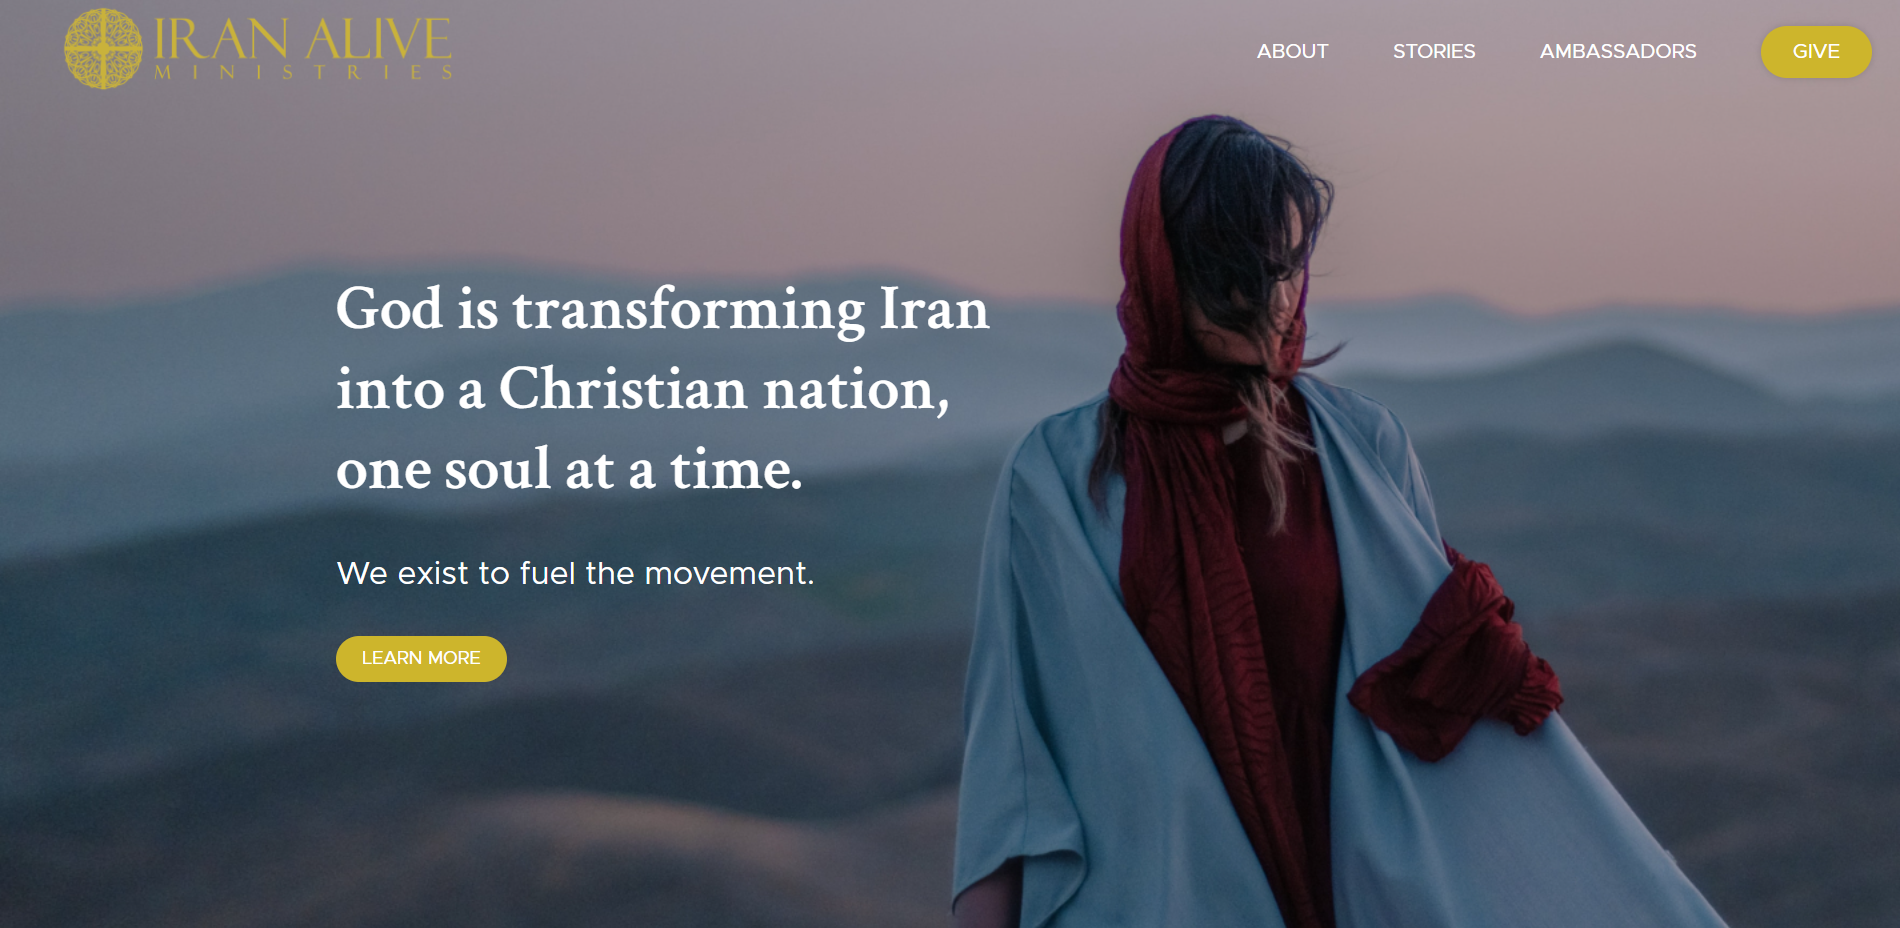 IRAN ALIVE
MINISTRIES
ABOUT
STORIES
AMBASSADORS
GIVE
God is transforming Iran
into a Christian nation,
one soul at a time.
We exist to fuel the movement.
LEARN MORE